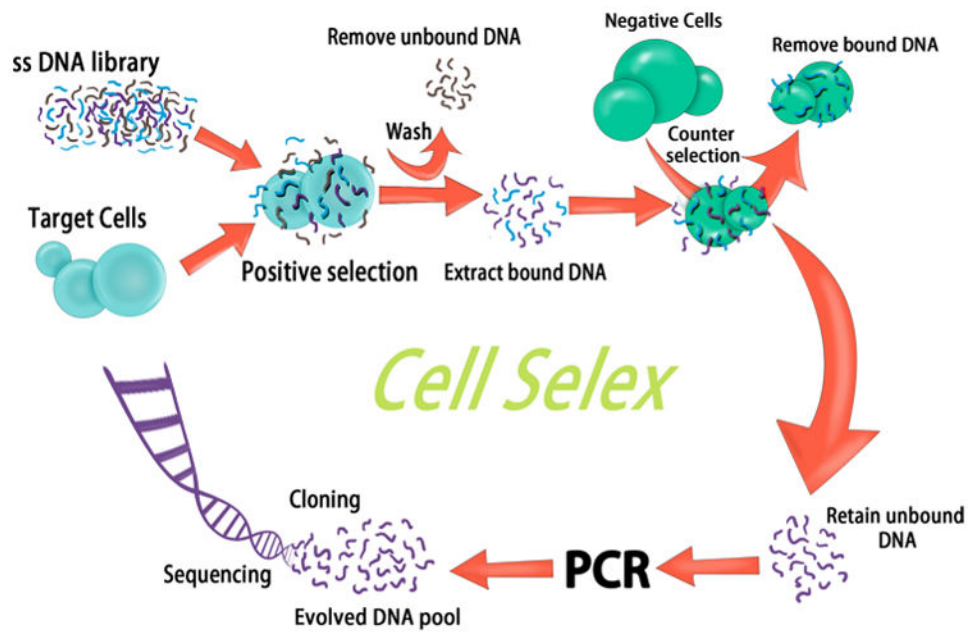 ss DNA library
Remove unbound DNA
Negative Cells
Remove bound DNA
Wash
Counter
selection
Target Cells
Positive selection
Extract bound DNA
Cell Selex
Cloning
Retain unbound
DNA
PCR
Sequencing
Evolved DNA pool